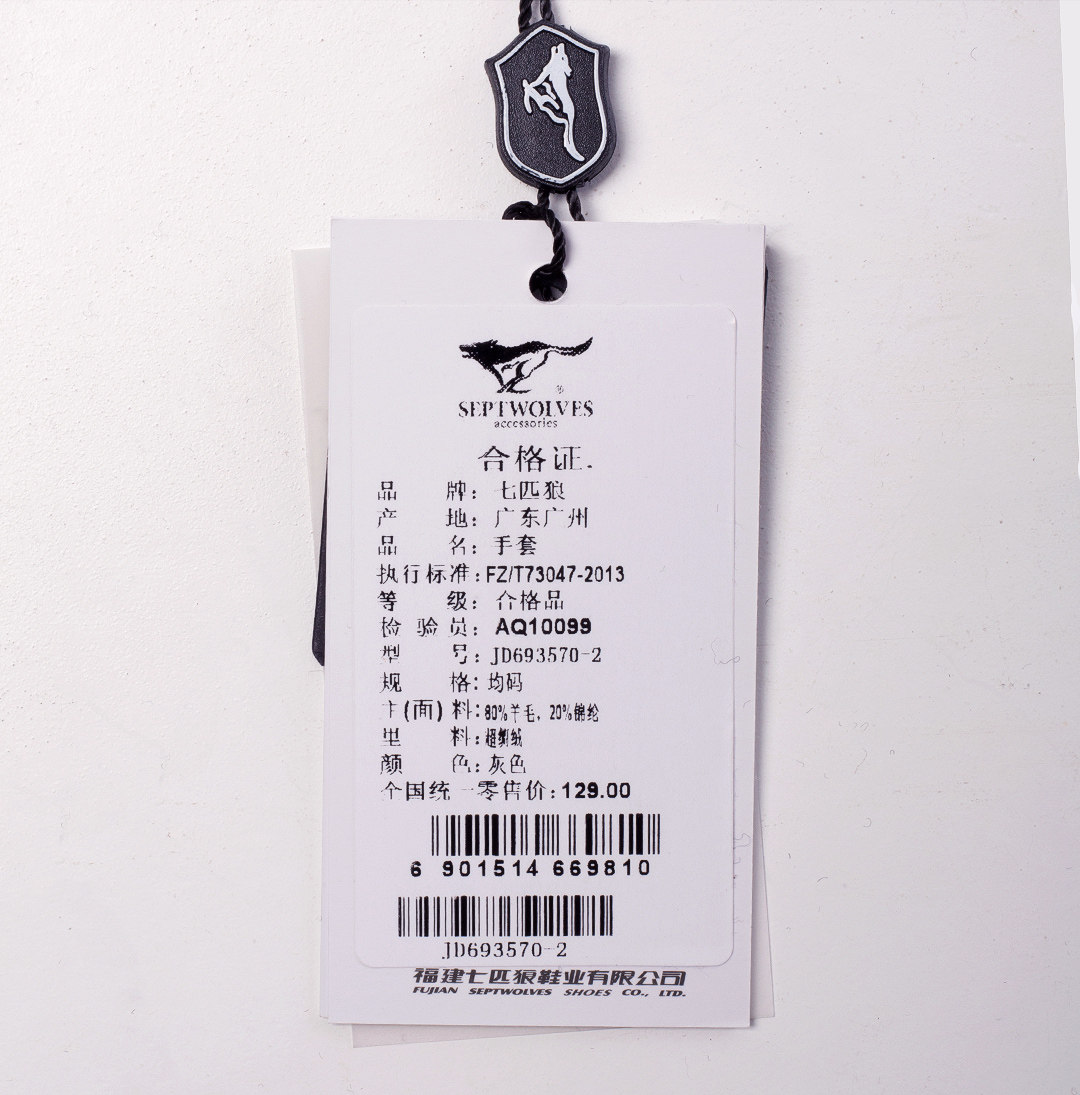 SEPTWOLVES
accessories
合格证.
品 牌: 七匹狼
产 地: 广东广州
品 名: 手套
执行标准: FZ/T73047-2013
等 级: 合格品
检 验 员: AQ10099
型 号: JD693570-2
规 格: 均码
主(面) 料: 80%羊毛, 20%锦纶
里 料: 超细绒
颜 色: 灰色
全国统一零售价: 129.00
6 901514 669810
JD693570-2
福建七匹狼鞋业有限公司
FUJIAN SEPTWOLVES SHOES CO., LTD.